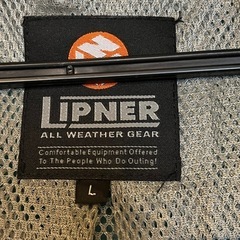 LIPNER
ALL WEATHER GEAR
Comfortable Equipment Offered
To The People Who Do Outing!
L